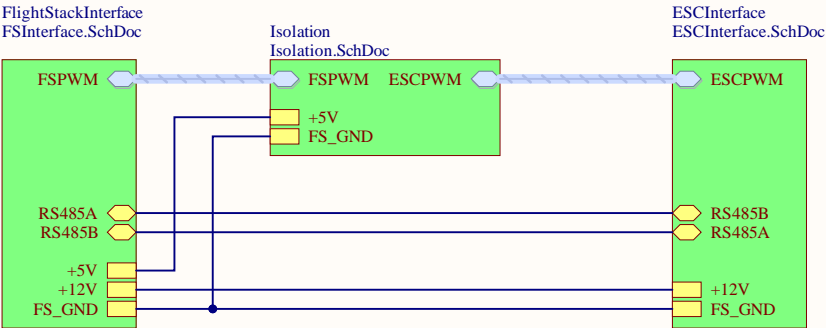 FlightStackInterface
FSInterface.SchDoc
FSPWM
RS485A
RS485B
+5V
+12V
FS_GND
Isolation
Isolation.SchDoc
FSPWM ESCPWM
+5V
FS_GND
ESCInterface
ESCInterface.SchDoc
ESCPWM
RS485B
RS485A
+12V
FS_GND